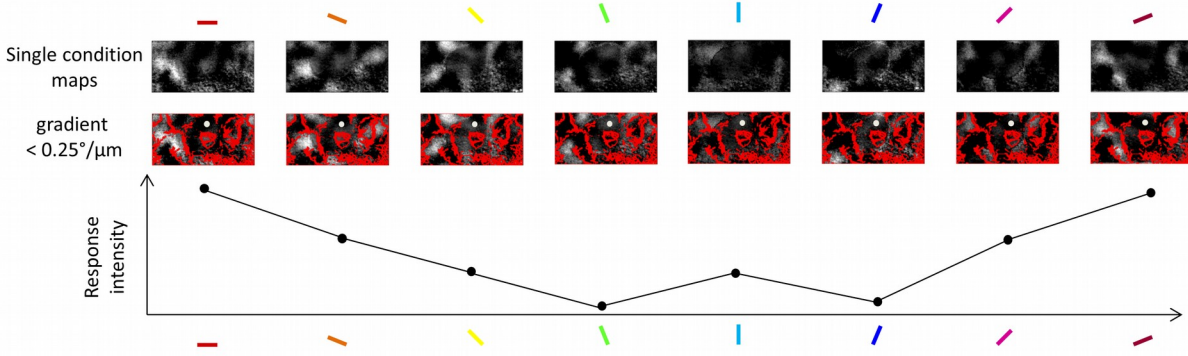 Single condition
maps
gradient
< 0.25°/µm
Response
intensity